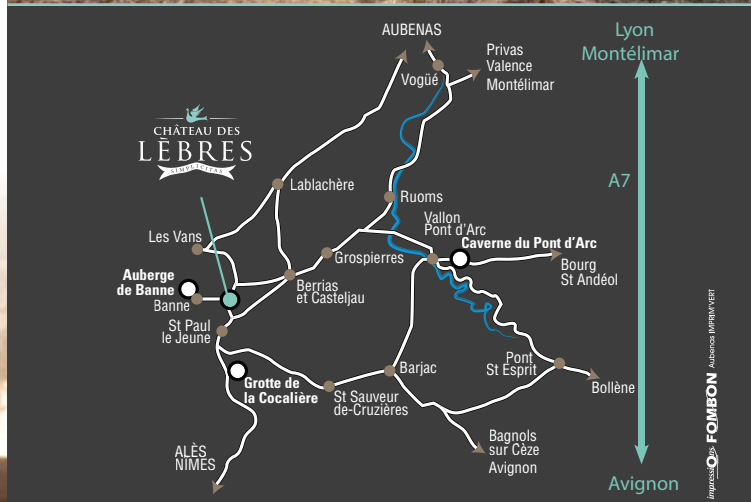 AUBENAS
Privas
Valence
Montélimar
Vogüé
Lyon
Montélimar
CHÂTEAU DES
LÈBRES
SIMPLICITAS
A7
Lablachère
Ruoms
Vallon
Pont d'Arc
Les Vans
Caverne du Pont d'Arc
Grospierres
Bourg
St Andéol
Auberge
de Banne
Banne
Berrias
et Casteljau
St Paul
le Jeune
Barjac
Pont
St Esprit
Grotte de
la Cocalière
St Sauveur
de-Cruzières
Bollène
Bagnols
sur Cèze
Avignon
ALÈS
NIMES
Avignon
Impressions FOMBON Aubenas IMPRIM'VERT